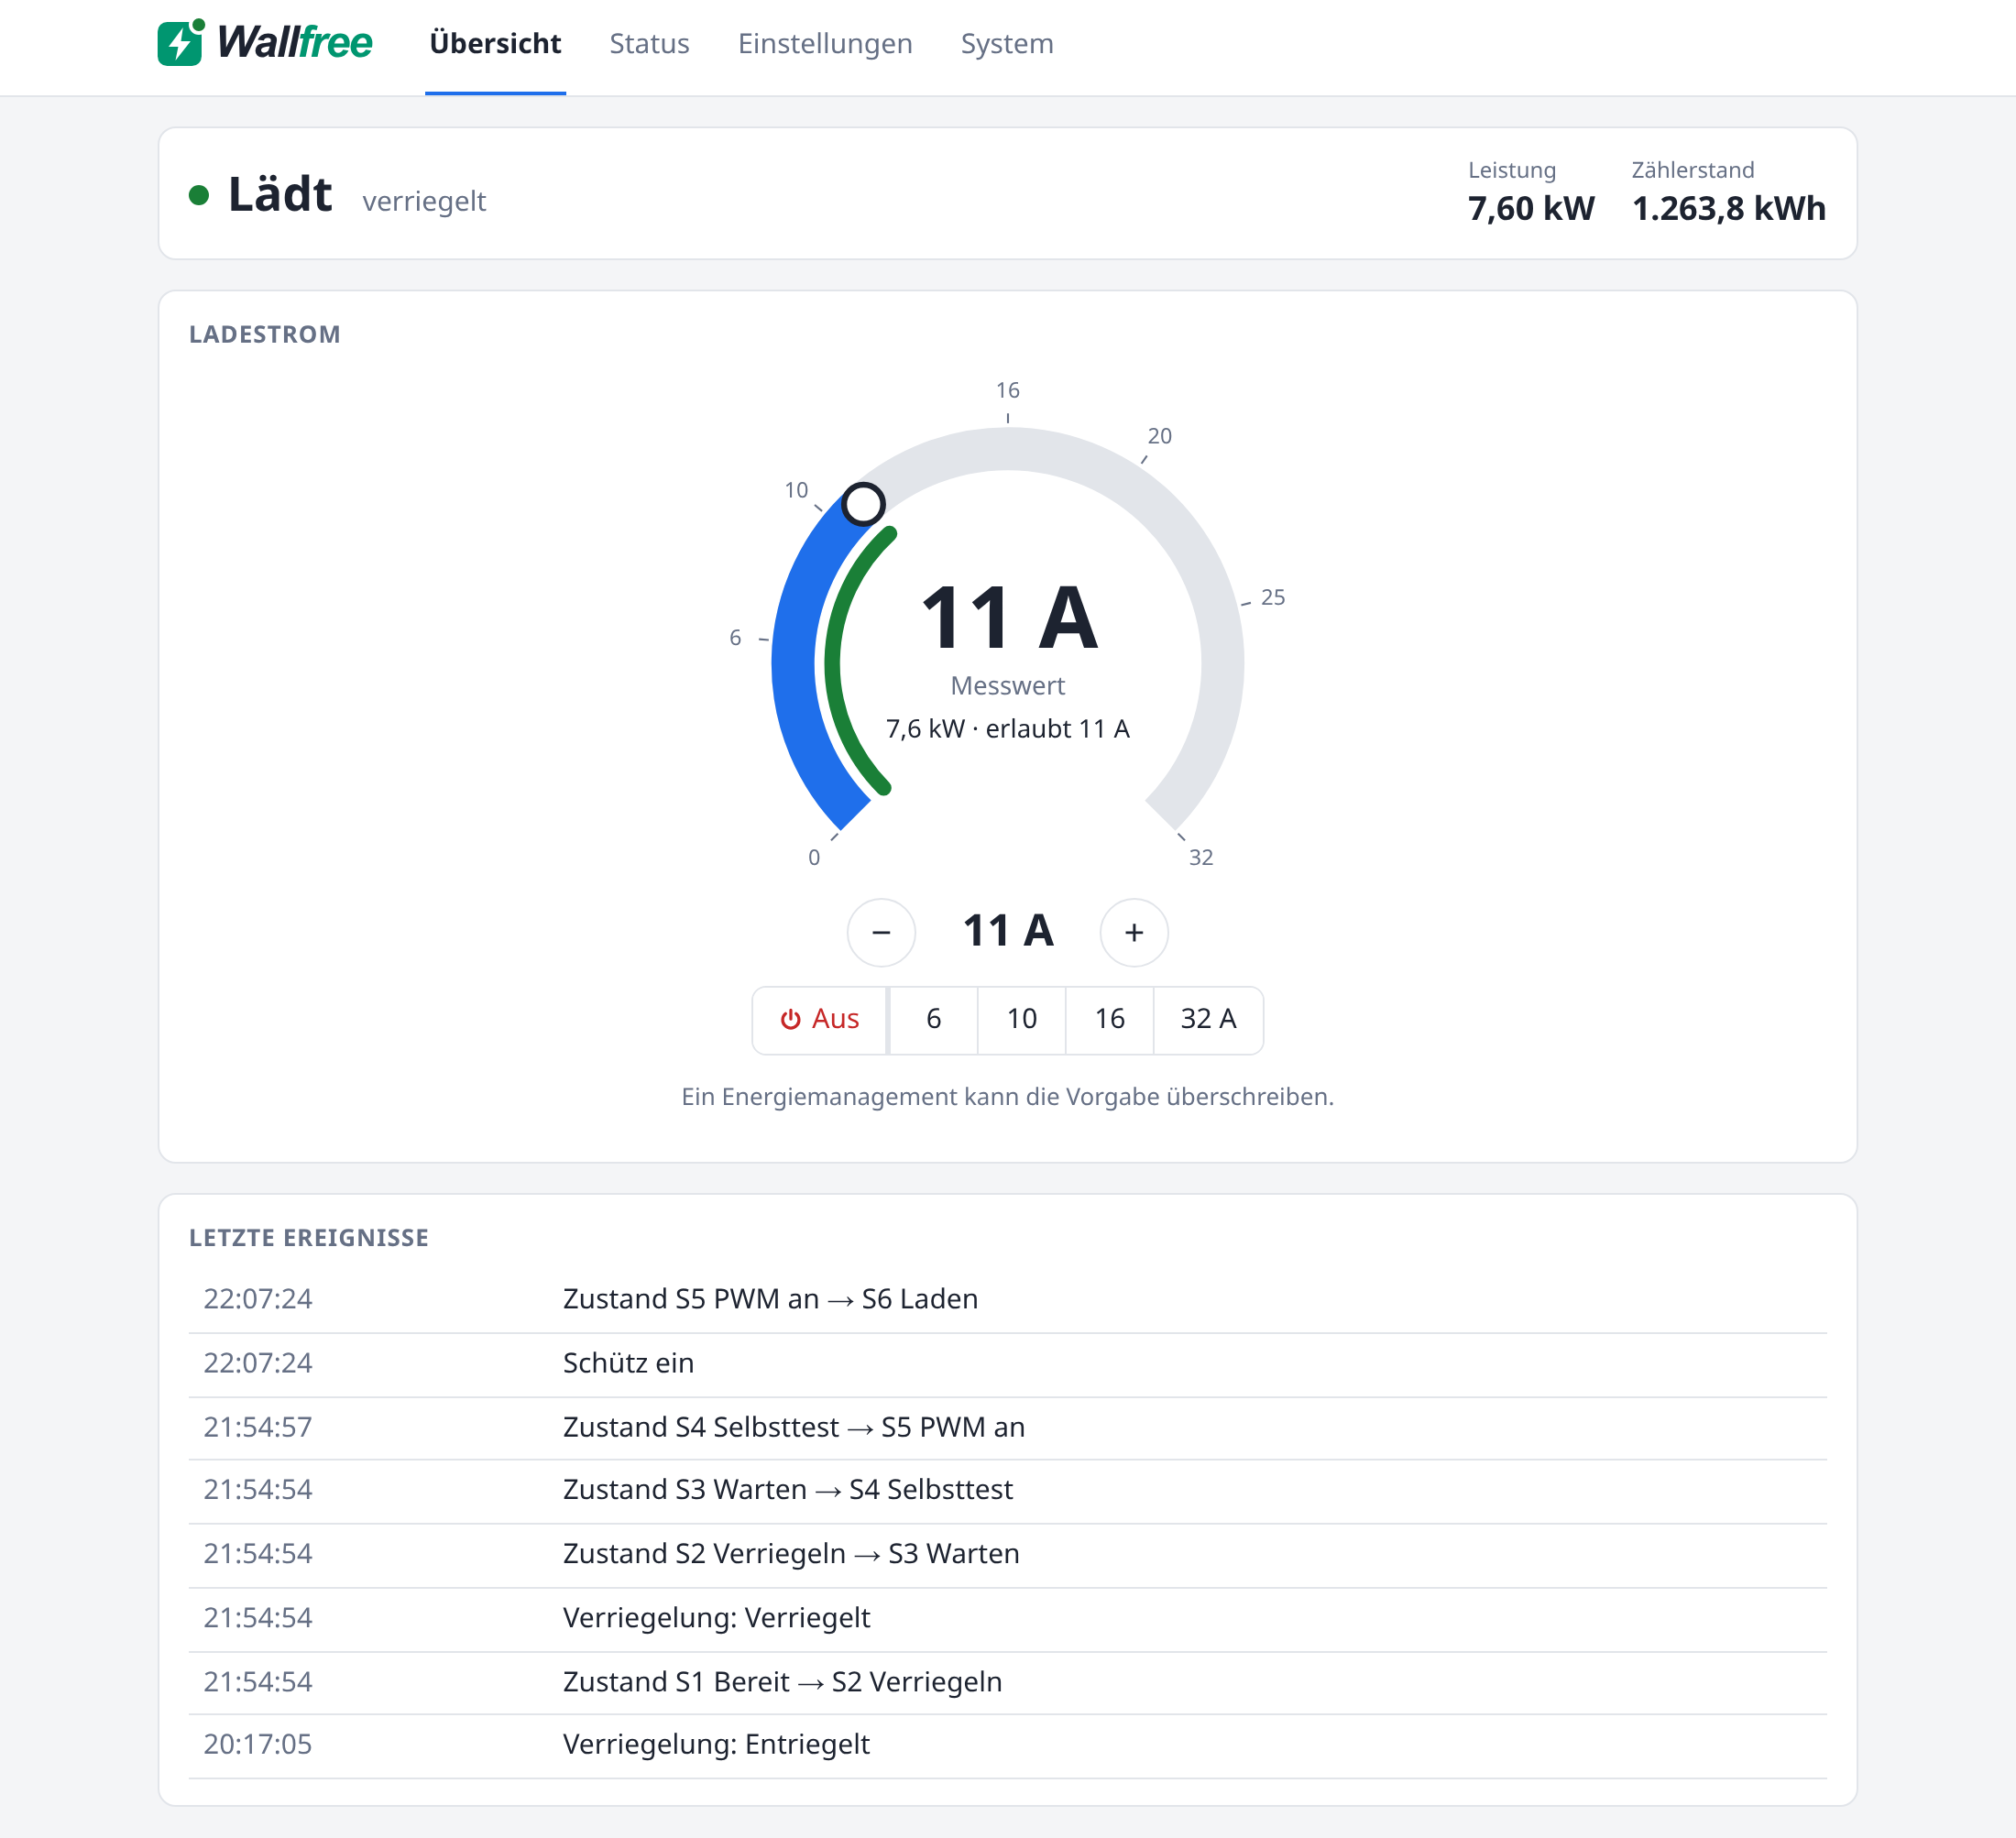 Wallfree Übersicht Status Einstellungen System
Lädt verriegelt
Leistung Zählerstand
7,60 kW 1.263,8 kWh
LADESTROM
16
20
10
25
6
11 A
Messwert
7,6 kW · erlaubt 11 A
0
32
− 11 A +
Aus 6 10 16 32 A
Ein Energiemanagement kann die Vorgabe überschreiben.
LETZTE EREIGNISSE
22:07:24 Zustand S5 PWM an → S6 Laden
22:07:24 Schütz ein
21:54:57 Zustand S4 Selbsttest → S5 PWM an
21:54:54 Zustand S3 Warten → S4 Selbsttest
21:54:54 Zustand S2 Verriegeln → S3 Warten
21:54:54 Verriegelung: Verriegelt
21:54:54 Zustand S1 Bereit → S2 Verriegeln
20:17:05 Verriegelung: Entriegelt